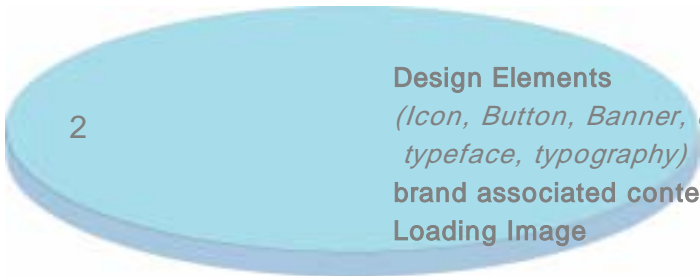 2
Design Elements
(Icon, Button, Banner,
typeface, typography)
brand associated conte
Loading Image